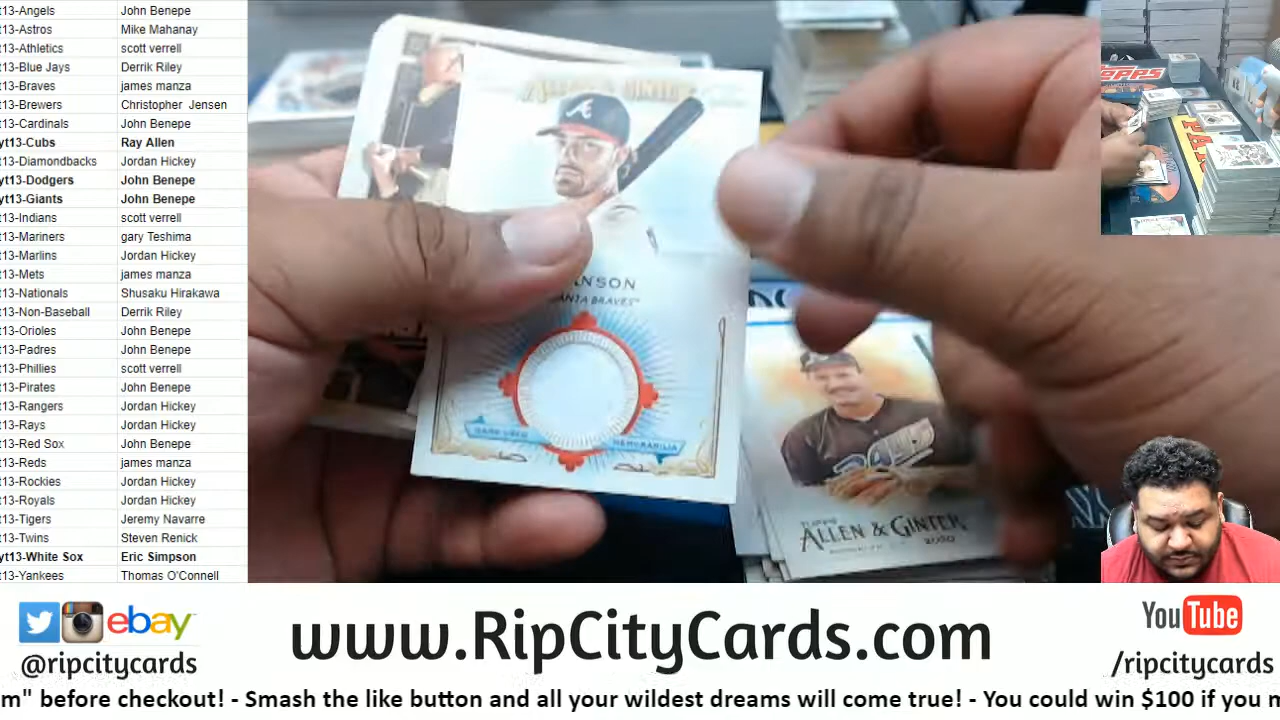 t13-Angels John Benepe
t13-Astros Mike Mahanay
t13-Athletics scott verrell
t13-Blue Jays Derrik Riley
t13-Braves james manza
t13-Brewers Christopher Jensen
t13-Cardinals John Benepe
yt13-Cubs Ray Allen
t13-Diamondbacks Jordan Hickey
yt13-Dodgers John Benepe
yt13-Giants John Benepe
t13-Indians scott verrell
t13-Mariners gary Teshima
t13-Marlins Jordan Hickey
t13-Mets james manza
t13-Nationals Shusaku Hirakawa
t13-Non-Baseball Derrik Riley
t13-Orioles John Benepe
t13-Padres John Benepe
t13-Phillies scott verrell
t13-Pirates John Benepe
t13-Rangers Jordan Hickey
t13-Rays Jordan Hickey
t13-Red Sox John Benepe
t13-Reds james manza
t13-Rockies Jordan Hickey
t13-Royals Jordan Hickey
t13-Tigers Jeremy Navarre
t13-Twins Steven Renick
yt13-White Sox Eric Simpson
t13-Yankees Thomas O'Connell
A
ANSON
ANTA BRAVES™
GAME-USED MEMORABILIA
TOPPS
ALLEN & GINTER
2020
ebay™
@ripcitycards
www.RipCityCards.com
YouTube
/ripcitycards
m" before checkout! - Smash the like button and all your wildest dreams will come true! - You could win $100 if you m